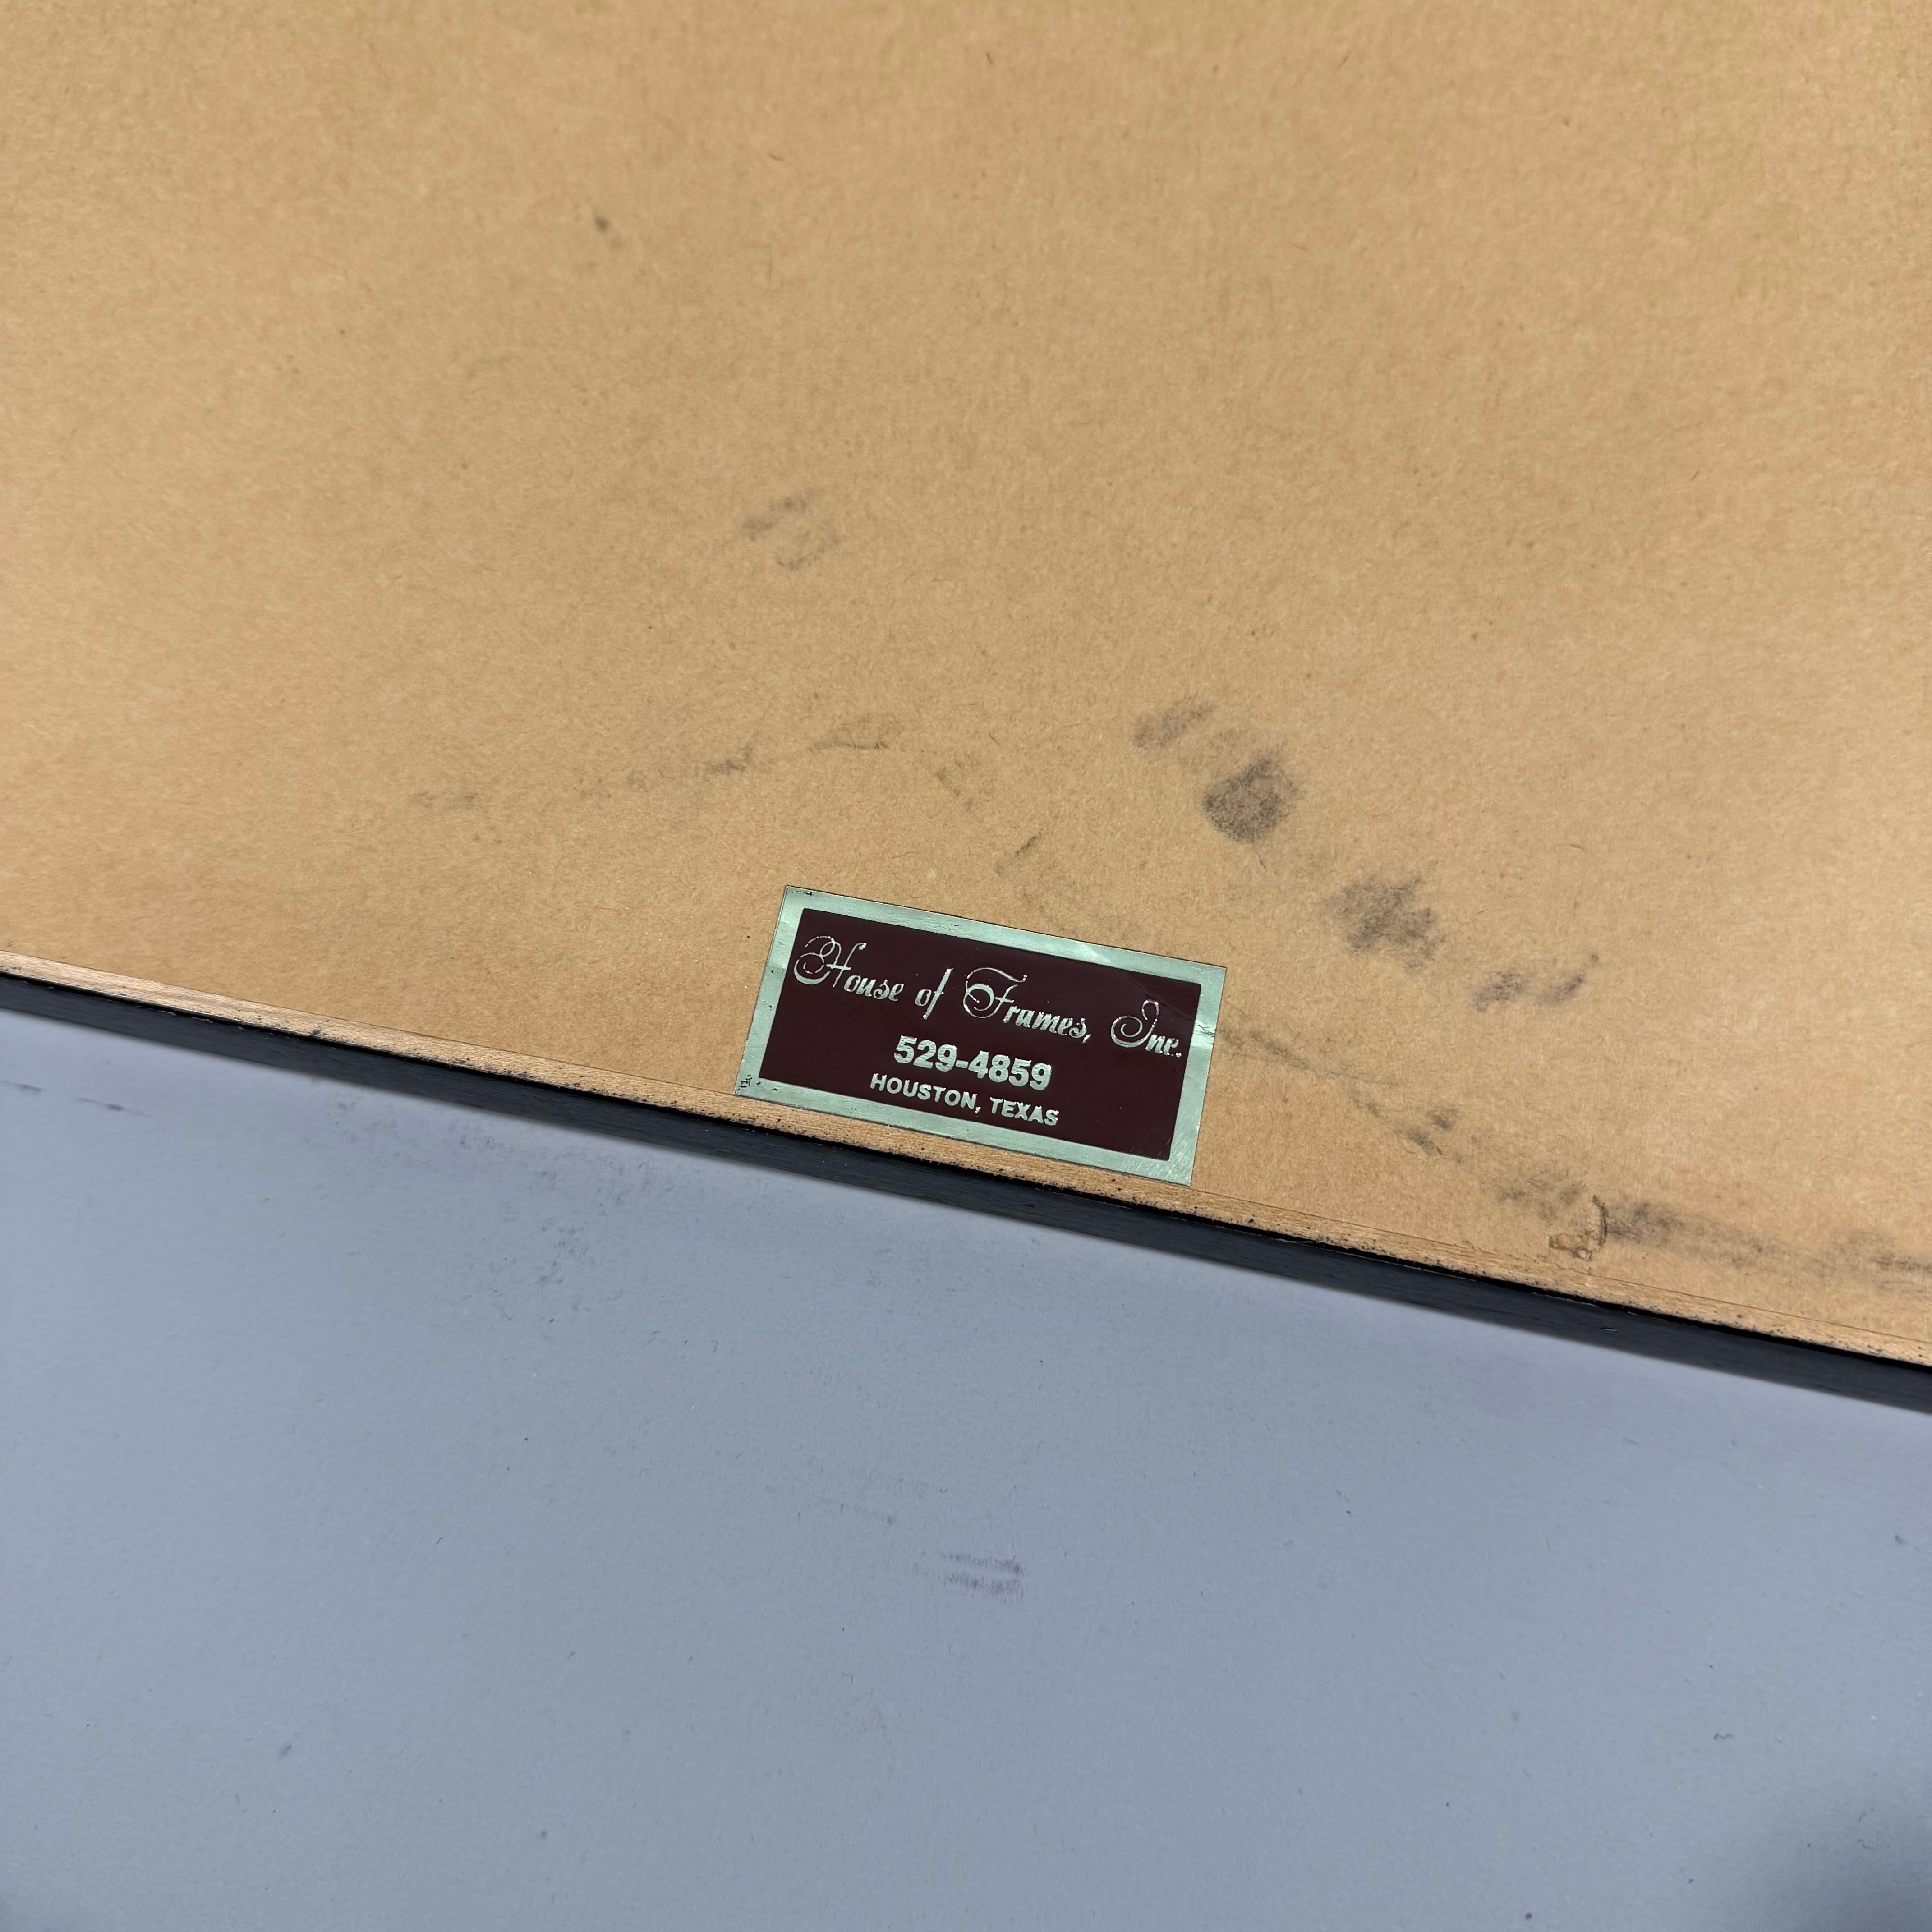 House of Frames, Inc.
529-4859
HOUSTON, TEXAS